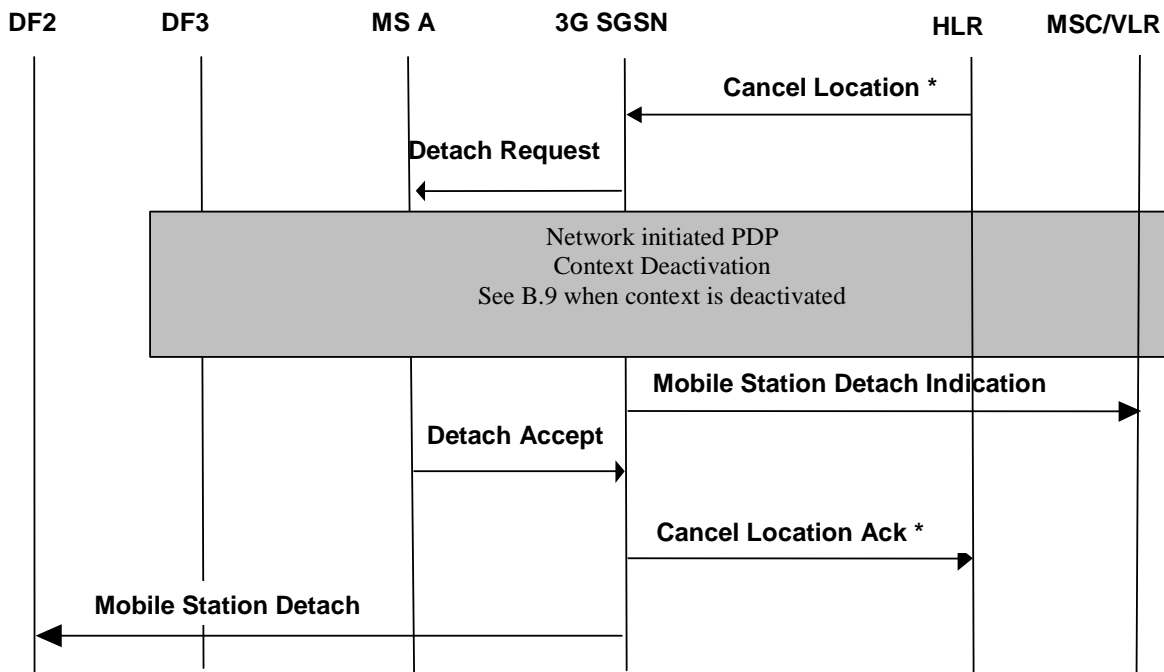 DF2 DF3 MS A 3G SGSN HLR MSC/VLR
Cancel Location *
Detach Request
Network initiated PDP
Context Deactivation
See B.9 when context is deactivated
Mobile Station Detach Indication
Detach Accept
Cancel Location Ack *
Mobile Station Detach